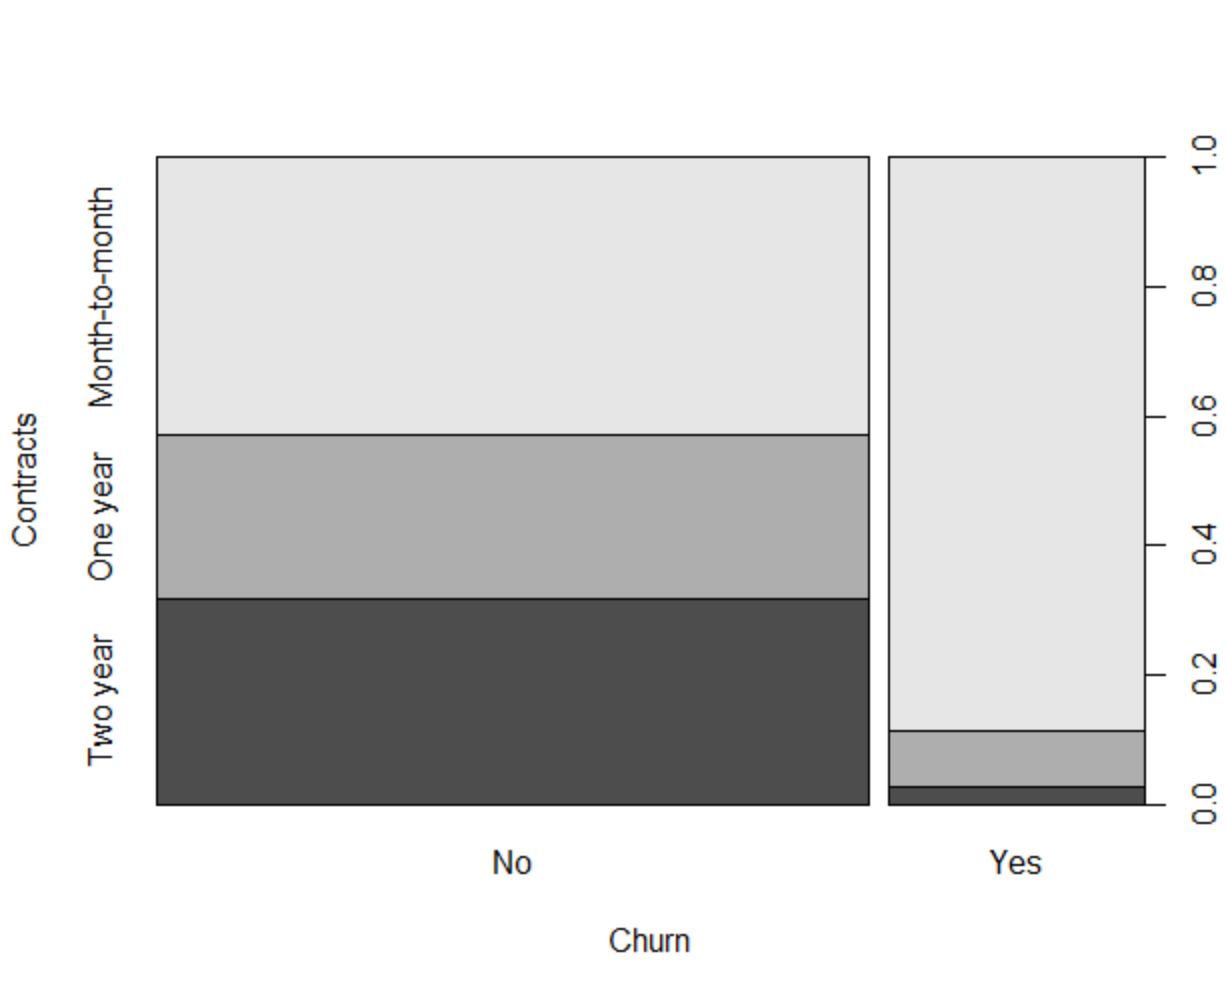 Contracts
Month-to-month
One year
Two year
1.0
0.8
0.6
0.4
0.2
0.0
No
Yes
Churn